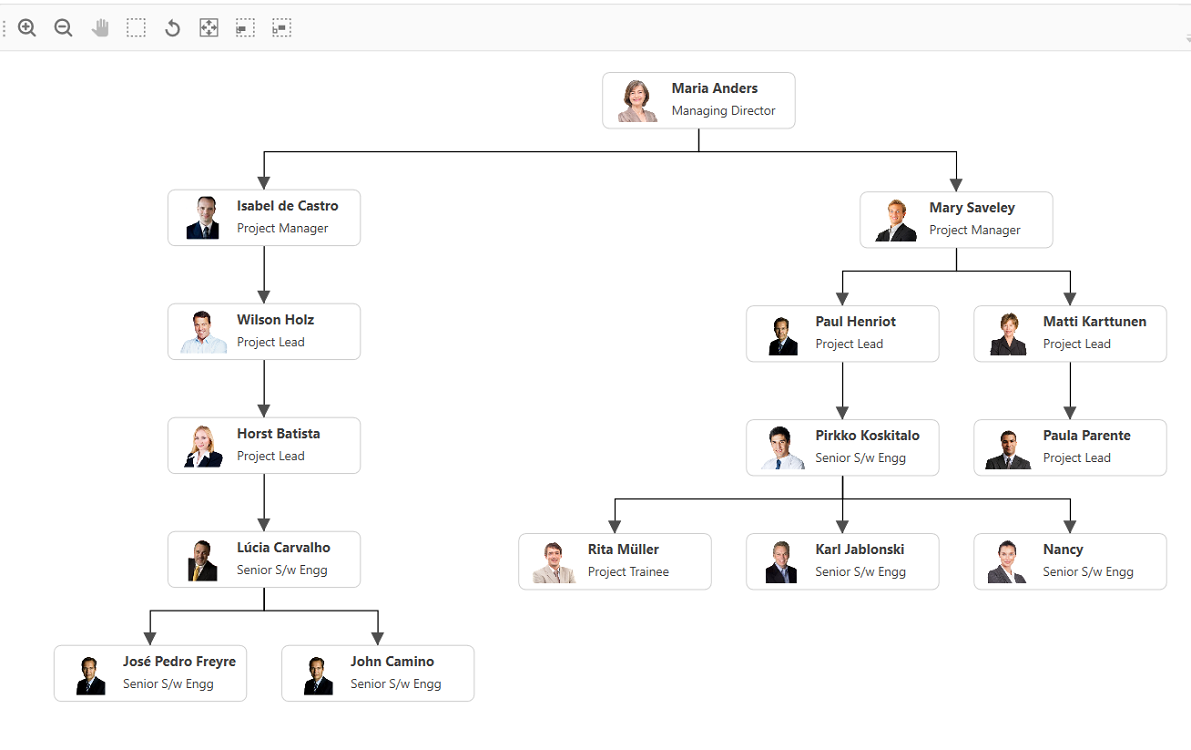 Maria Anders
Managing Director
Isabel de Castro
Project Manager
Mary Saveley
Project Manager
Wilson Holz
Project Lead
Paul Henriot
Project Lead
Matti Karttunen
Project Lead
Horst Batista
Project Lead
Pirkko Koskitalo
Senior S/w Engg
Paula Parente
Project Lead
Lúcia Carvalho
Senior S/w Engg
Rita Müller
Project Trainee
Karl Jablonski
Senior S/w Engg
Nancy
Senior S/w Engg
José Pedro Freyre
Senior S/w Engg
John Camino
Senior S/w Engg